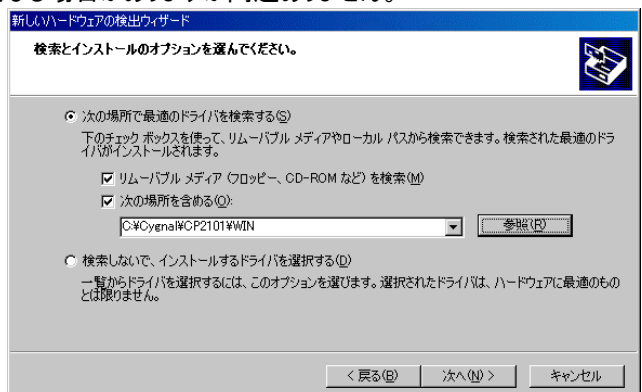 新しいハードウェアの検出ウィザード
検索とインストールのオプションを選んでください。
次の場所で最適のドライバを検索する(S)
下のチェック ボックスを使って、リムーバブル メディアやローカル パスから検索できます。検索された最適のドラ
イバがインストールされます。
リムーバブル メディア (フロッピー、CD-ROM など) を検索(M)
次の場所を含める(O):
C:¥Cygnal¥CP2101¥WIN
参照(R)
検索しないで、インストールするドライバを選択する(D)
一覧からドライバを選択するには、このオプションを選びます。選択されたドライバは、ハードウェアに最適のもの
とは限りません。
< 戻る(B)
次へ(N) >
キャンセル